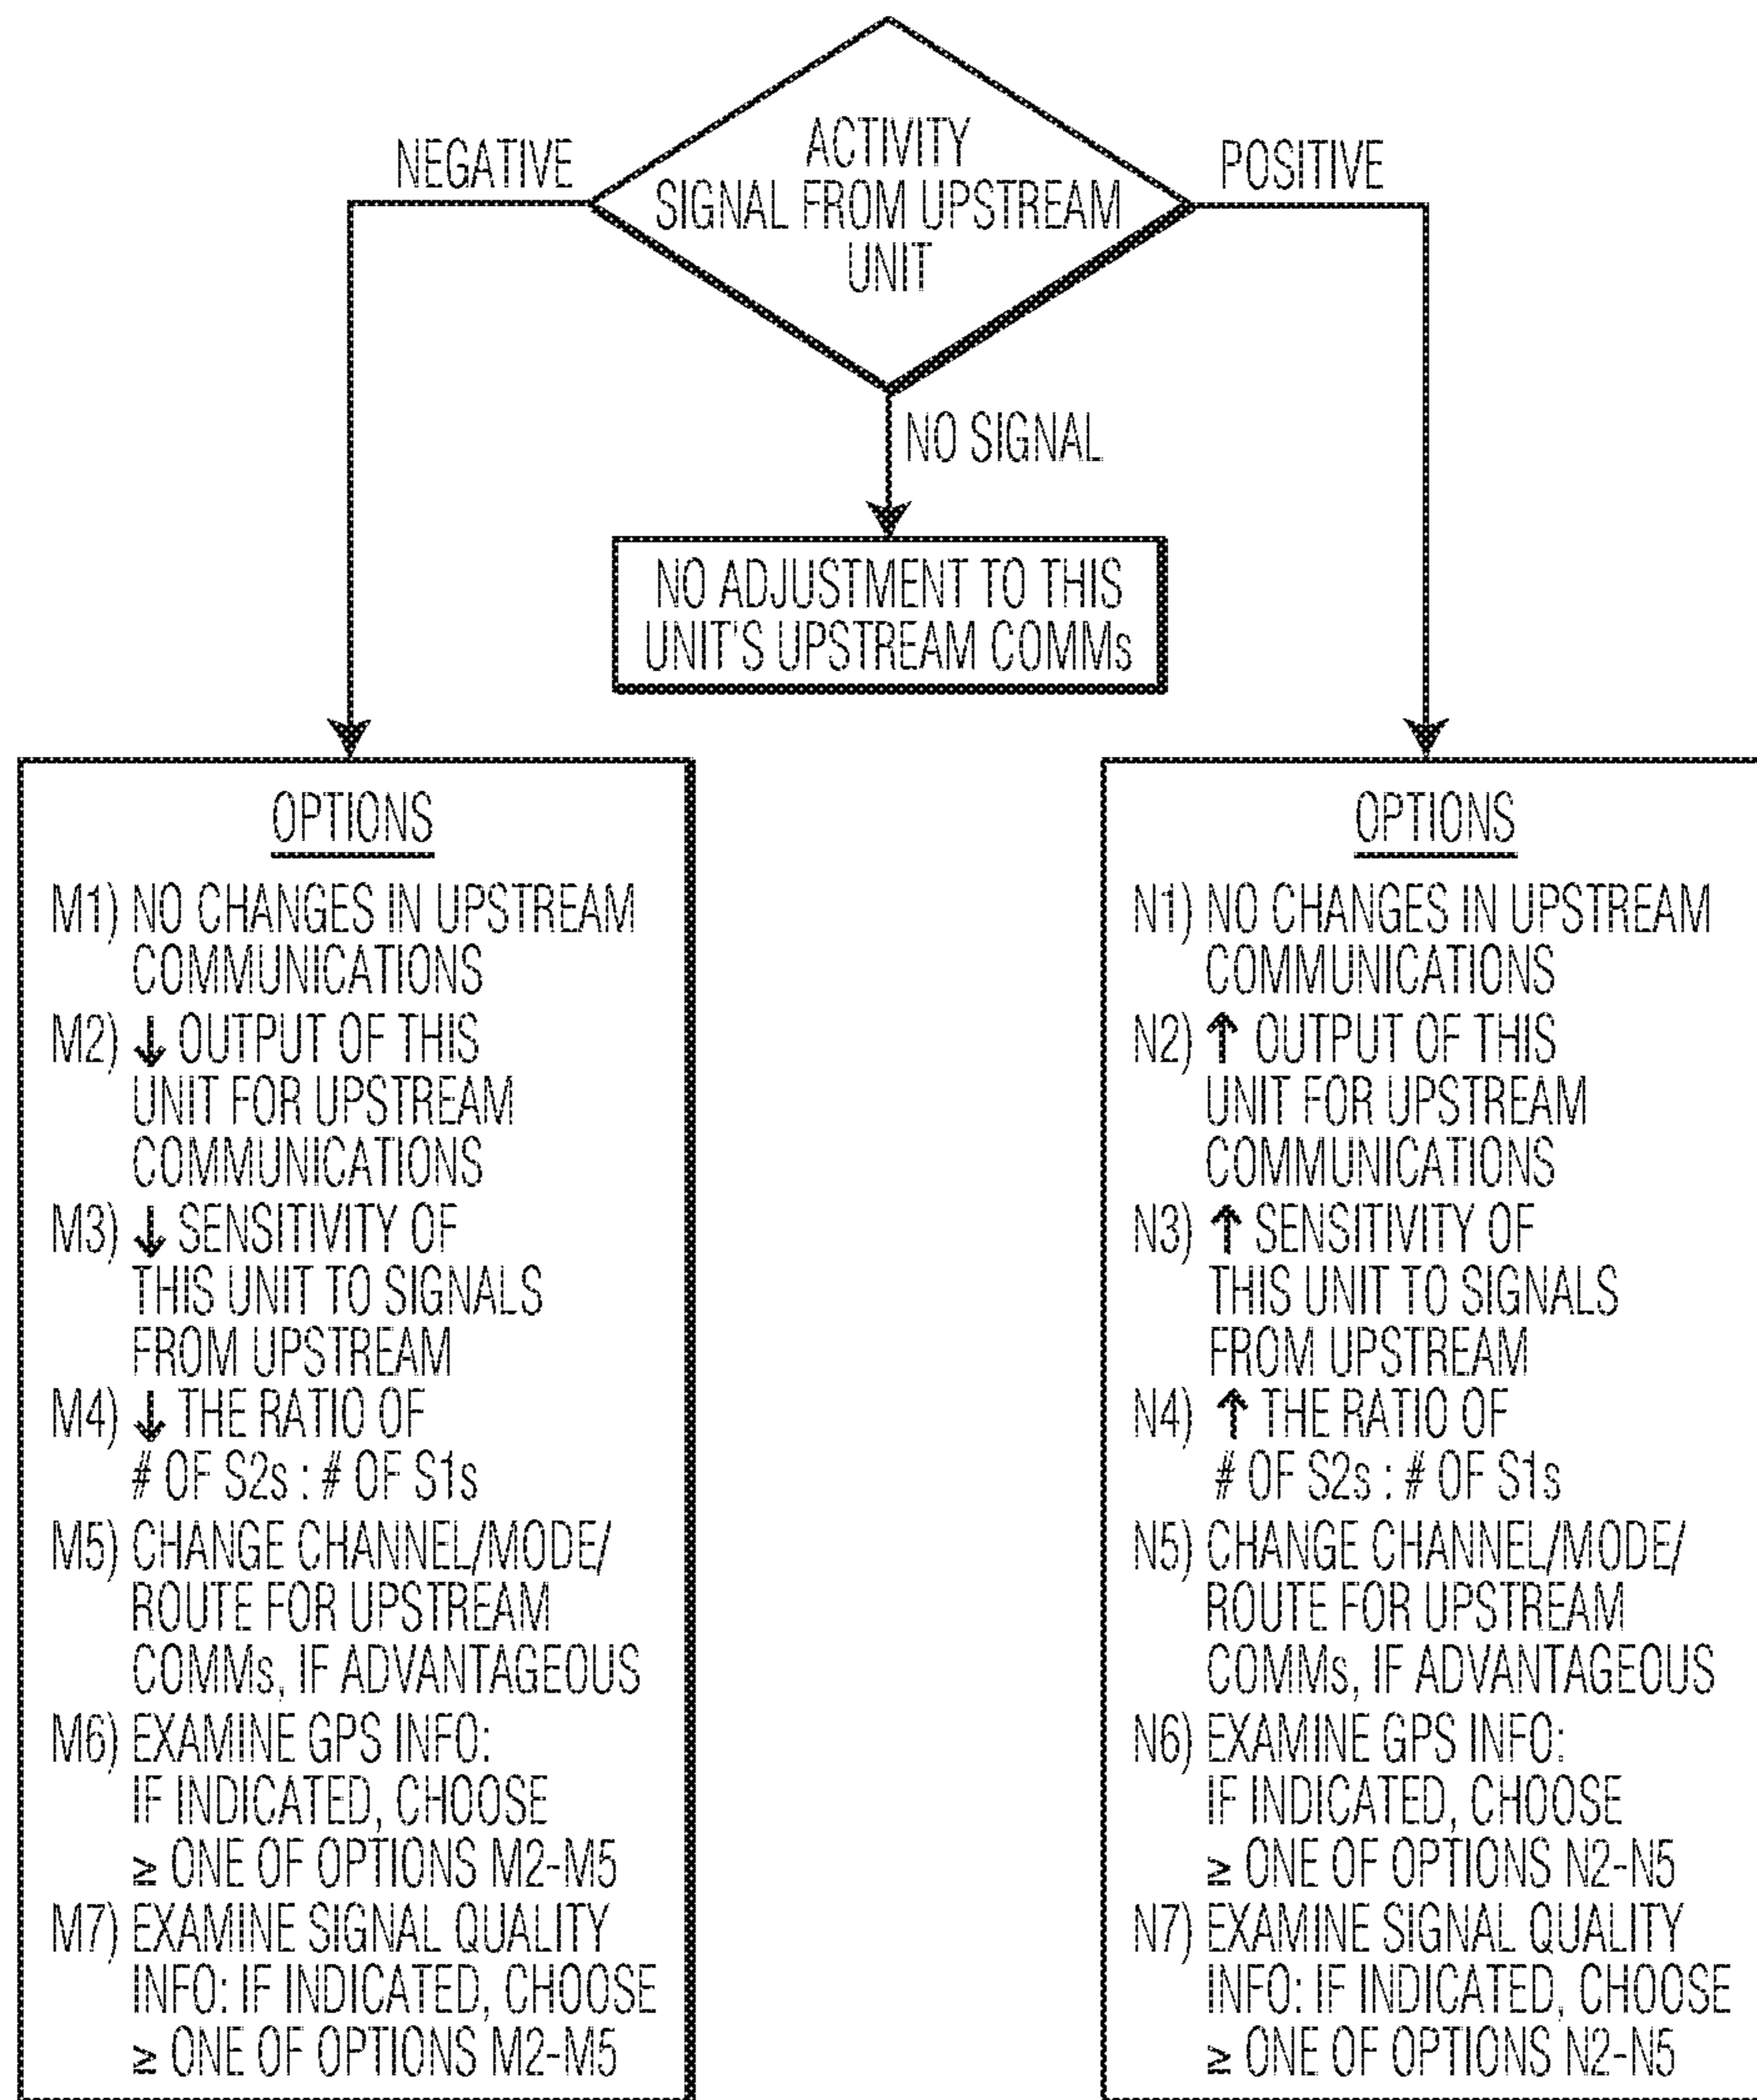 ACTIVITY
SIGNAL FROM UPSTREAM
UNIT
NEGATIVE
POSITIVE
NO SIGNAL
NO ADJUSTMENT TO THIS
UNIT'S UPSTREAM COMMs
OPTIONS
M1) NO CHANGES IN UPSTREAM
COMMUNICATIONS
M2) ↓ OUTPUT OF THIS
UNIT FOR UPSTREAM
COMMUNICATIONS
M3) ↓ SENSITIVITY OF
THIS UNIT TO SIGNALS
FROM UPSTREAM
M4) ↓ THE RATIO OF
# OF S2s : # OF S1s
M5) CHANGE CHANNEL/MODE/
ROUTE FOR UPSTREAM
COMMs, IF ADVANTAGEOUS
M6) EXAMINE GPS INFO:
IF INDICATED, CHOOSE
≥ ONE OF OPTIONS M2-M5
M7) EXAMINE SIGNAL QUALITY
INFO: IF INDICATED, CHOOSE
≥ ONE OF OPTIONS M2-M5
OPTIONS
N1) NO CHANGES IN UPSTREAM
COMMUNICATIONS
N2) ↑ OUTPUT OF THIS
UNIT FOR UPSTREAM
COMMUNICATIONS
N3) ↑ SENSITIVITY OF
THIS UNIT TO SIGNALS
FROM UPSTREAM
N4) ↑ THE RATIO OF
# OF S2s : # OF S1s
N5) CHANGE CHANNEL/MODE/
ROUTE FOR UPSTREAM
COMMs, IF ADVANTAGEOUS
N6) EXAMINE GPS INFO:
IF INDICATED, CHOOSE
≥ ONE OF OPTIONS N2-N5
N7) EXAMINE SIGNAL QUALITY
INFO: IF INDICATED, CHOOSE
≥ ONE OF OPTIONS N2-N5